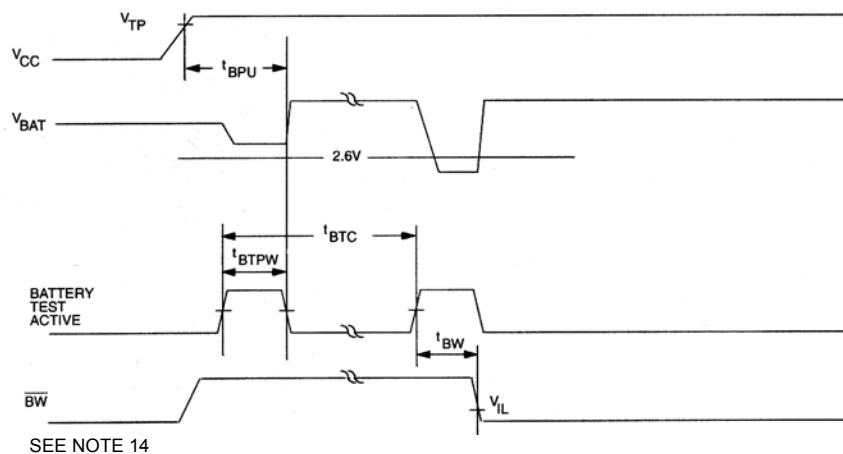 VTP
VCC
tBPU
VBAT
2.6V
tBTC
tBTPW
BATTERY
TEST
ACTIVE
tBW
BW
VIL
SEE NOTE 14